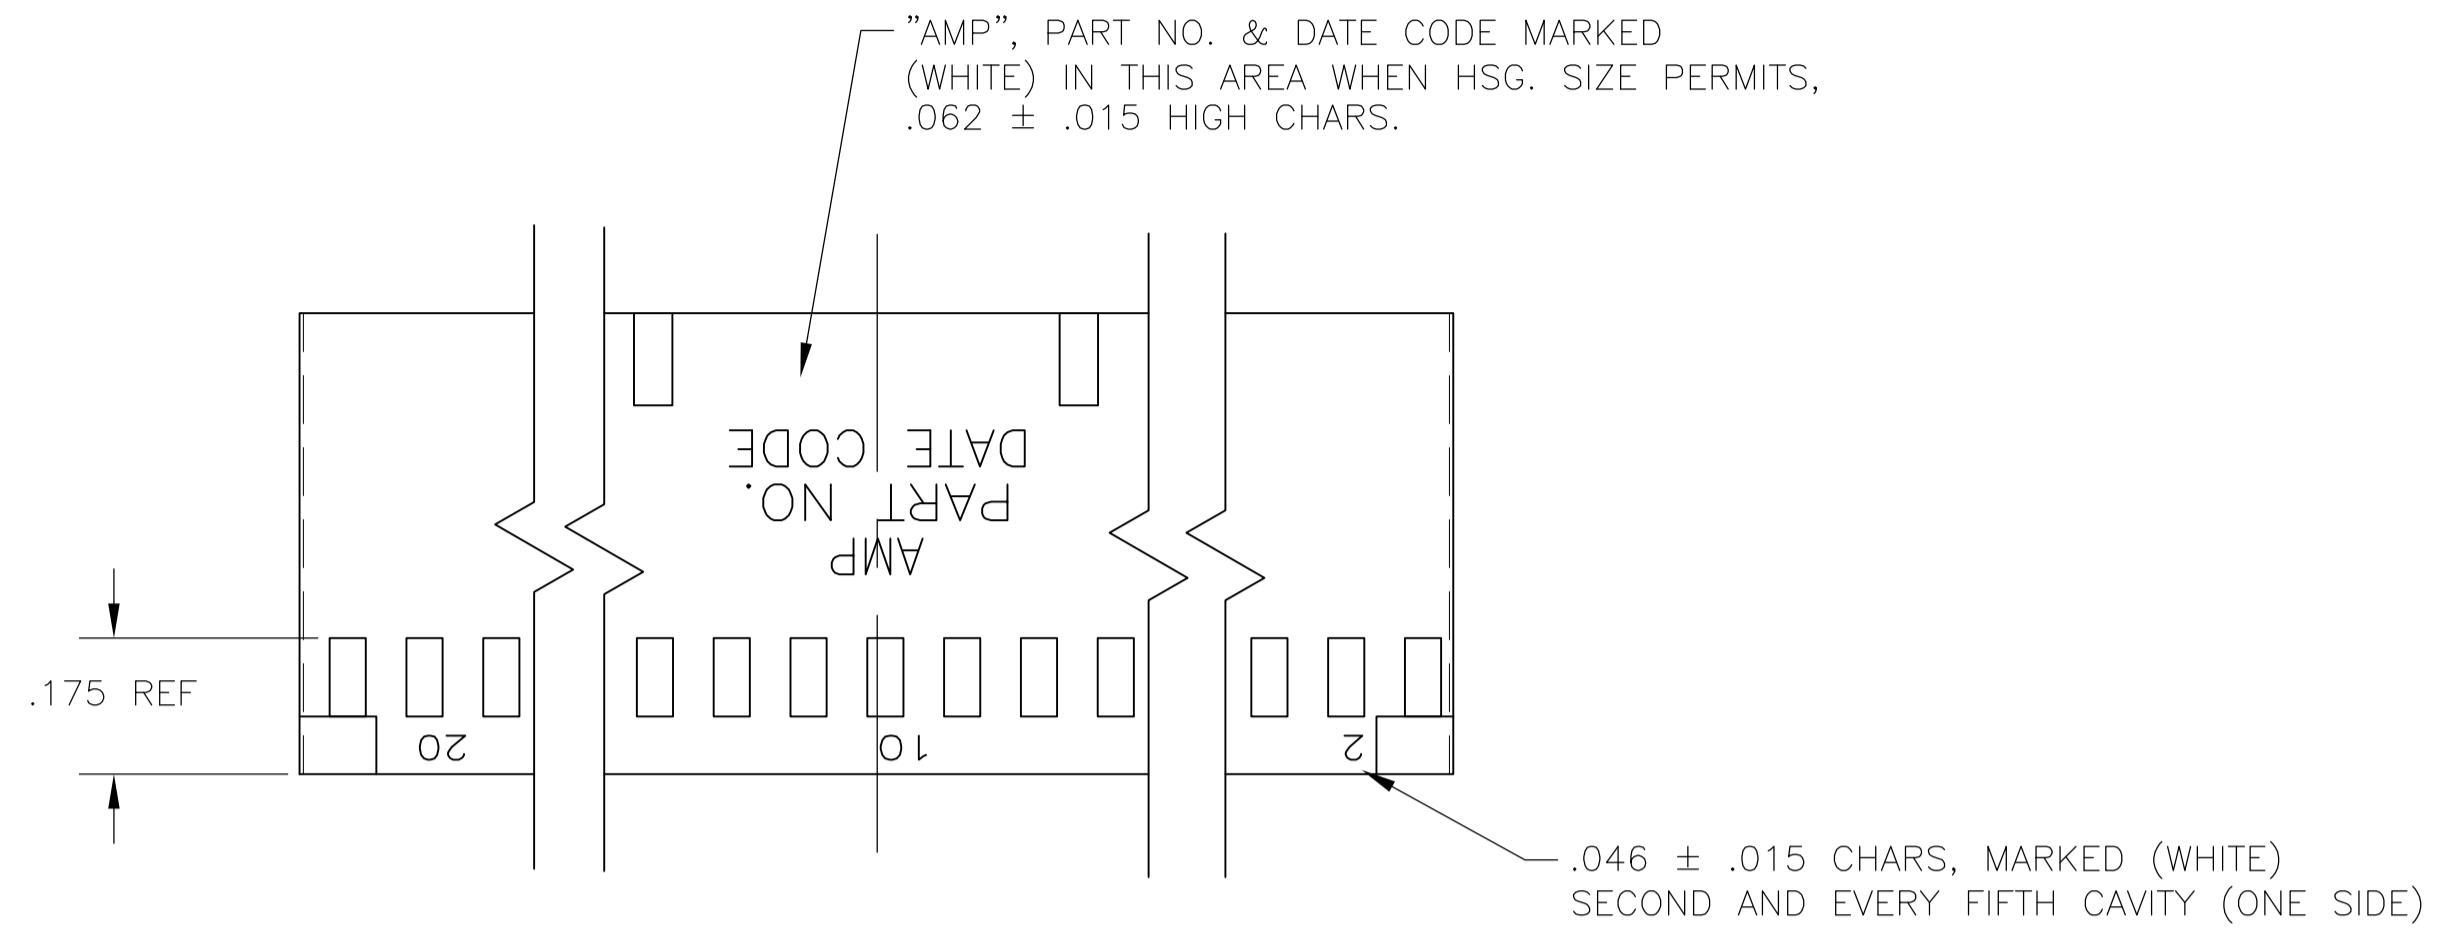 ”AMP”, PART NO. & DATE CODE MARKED
(WHITE) IN THIS AREA WHEN HSG. SIZE PERMITS,
.062 ± .015 HIGH CHARS.
DATE CODE
PART NO.
AMP
.175 REF
20
10
2
.046 ± .015 CHARS, MARKED (WHITE)
SECOND AND EVERY FIFTH CAVITY (ONE SIDE)